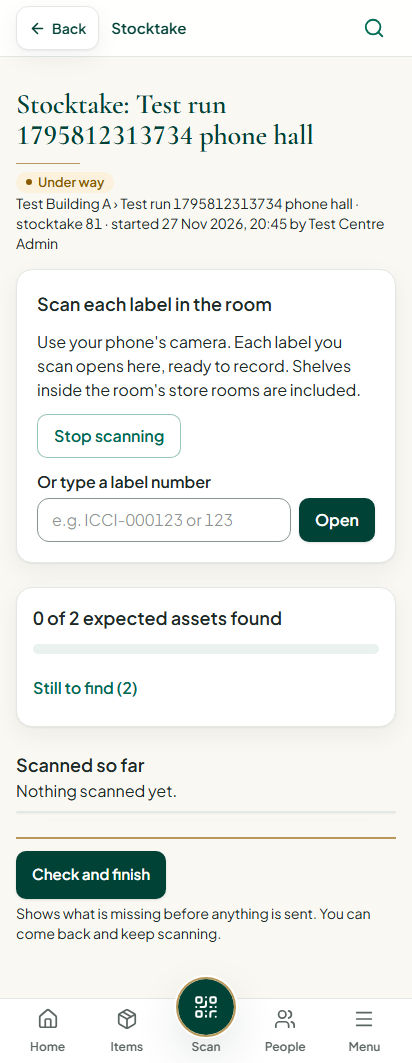 Back
Stocktake
Stocktake: Test run
1795812313734 phone hall
Under way
Test Building A › Test run 1795812313734 phone hall ·
stocktake 81 · started 27 Nov 2026, 20:45 by Test Centre
Admin
Scan each label in the room
Use your phone's camera. Each label you
scan opens here, ready to record. Shelves
inside the room's store rooms are included.
Stop scanning
Or type a label number
e.g. ICCI-000123 or 123
Open
0 of 2 expected assets found
Still to find (2)
Scanned so far
Nothing scanned yet.
Check and finish
Shows what is missing before anything is sent. You can
come back and keep scanning.
Home
Items
Scan
People
Menu